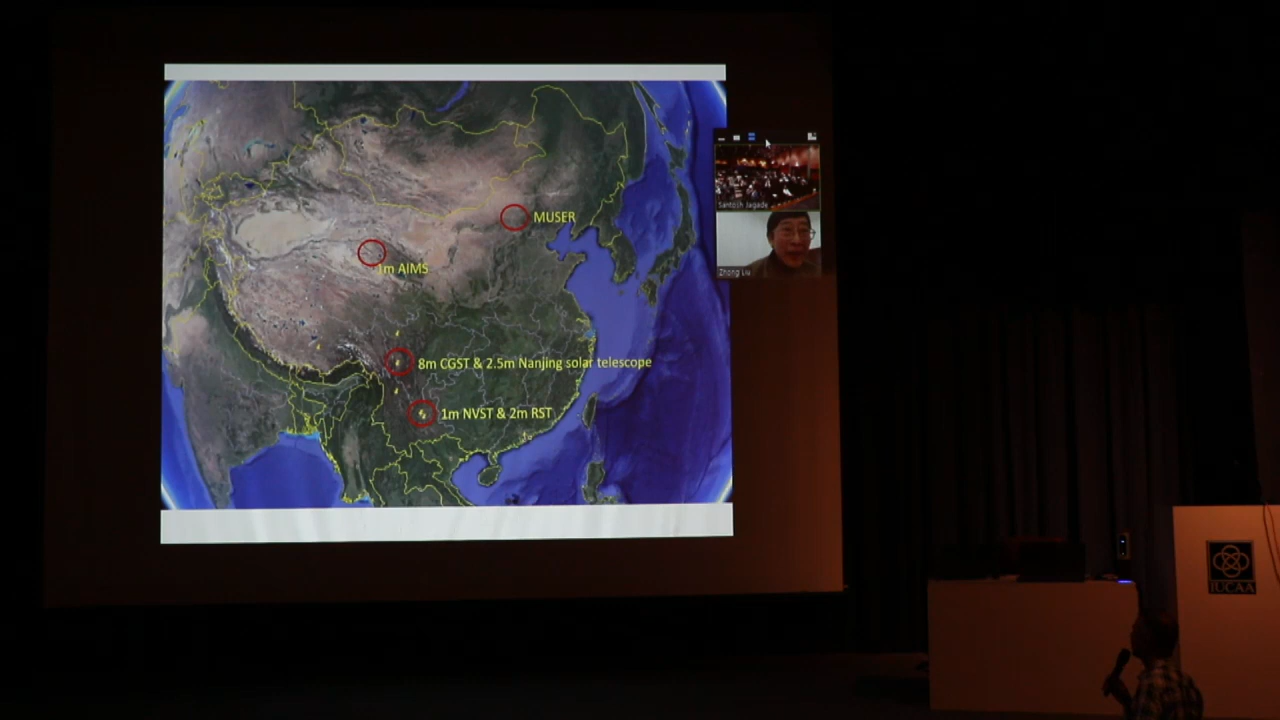 MUSER
1m AIMS
8m CGST & 2.5m Nanjing solar telescope
1m NVST & 2m RST
Santosh Jagade
Zhong Liu
IUCAA